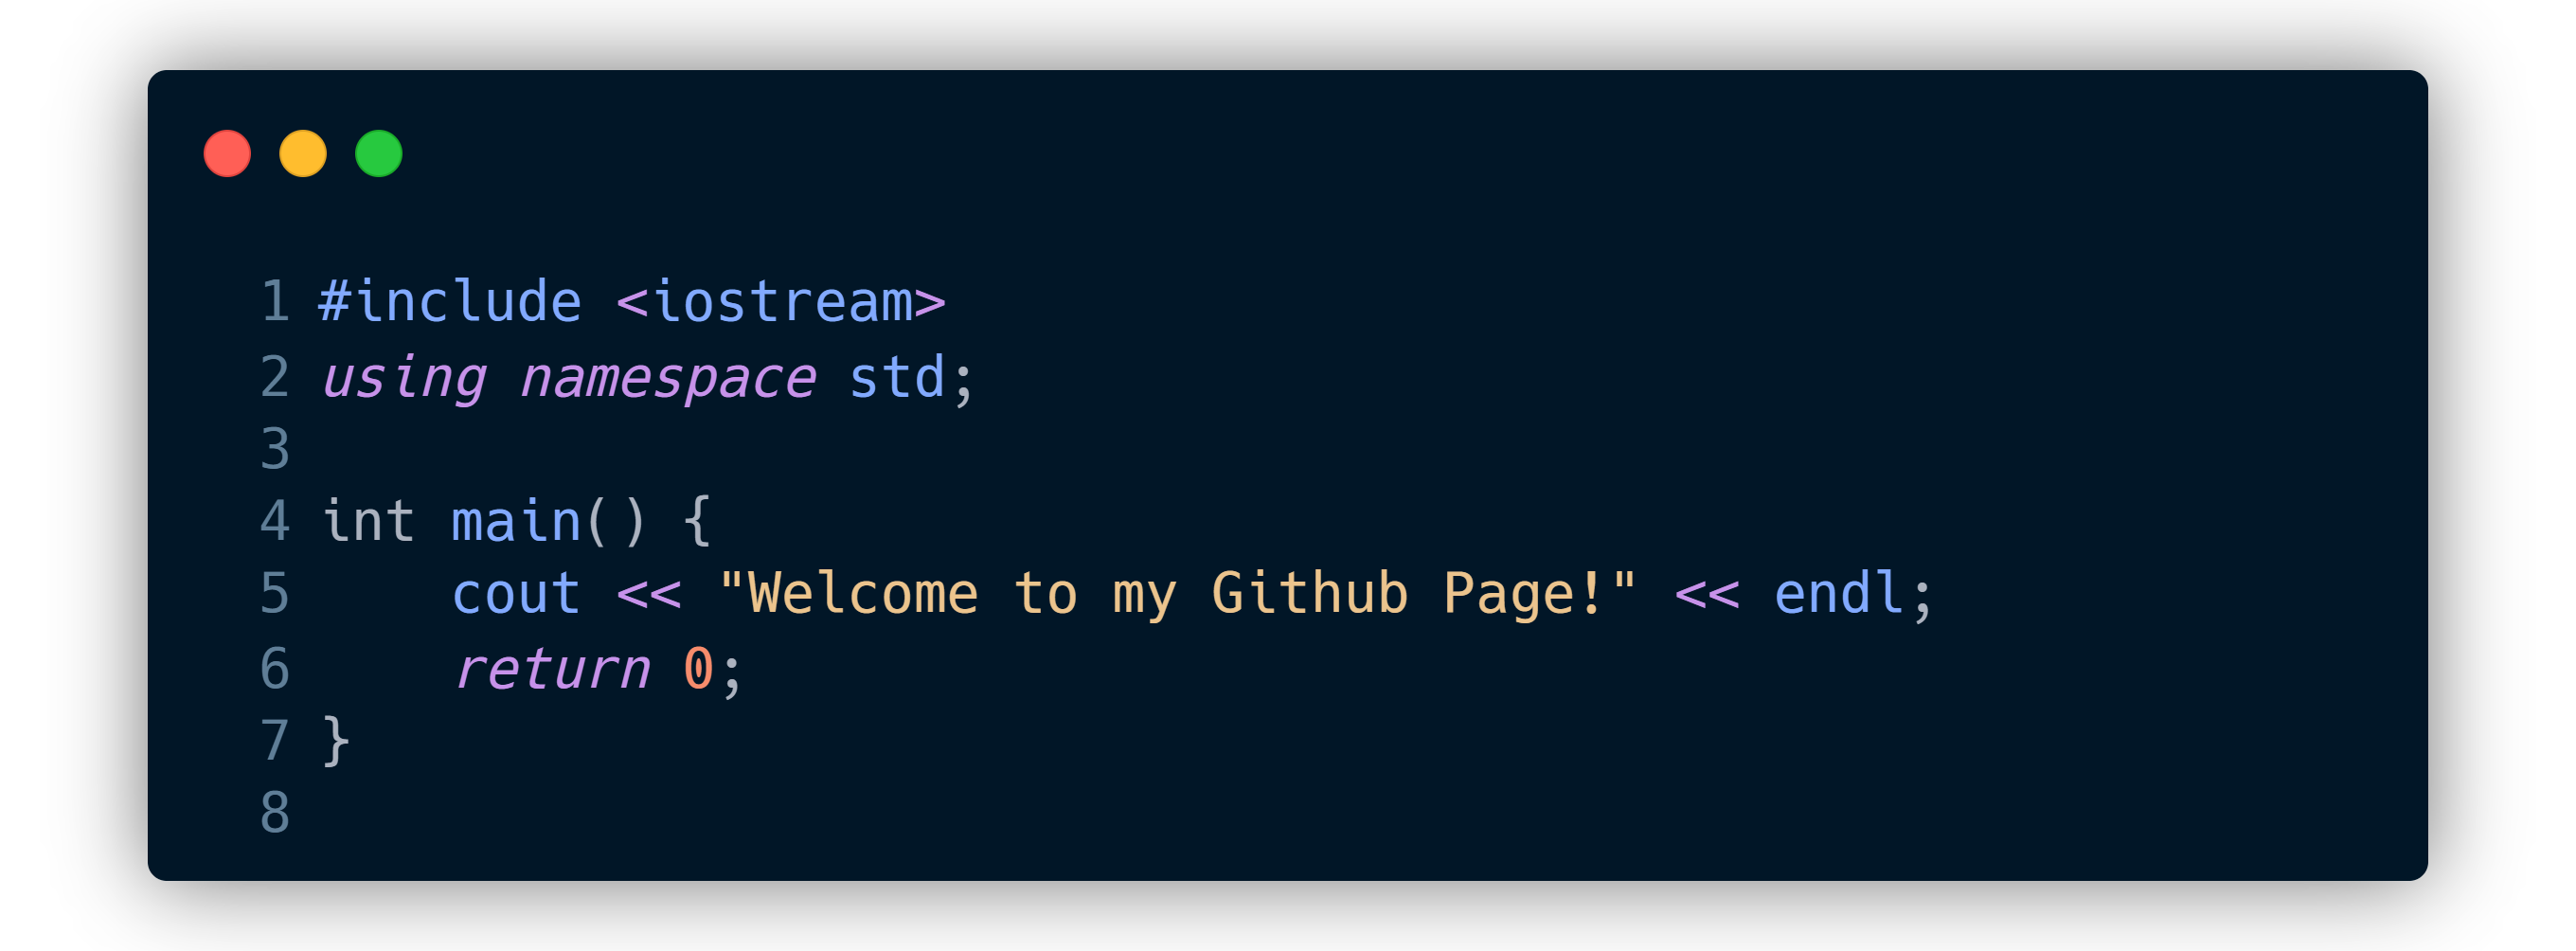 1 #include <iostream>
2 using namespace std;
3
4 int main() {
5     cout << "Welcome to my Github Page!" << endl;
6     return 0;
7 }
8